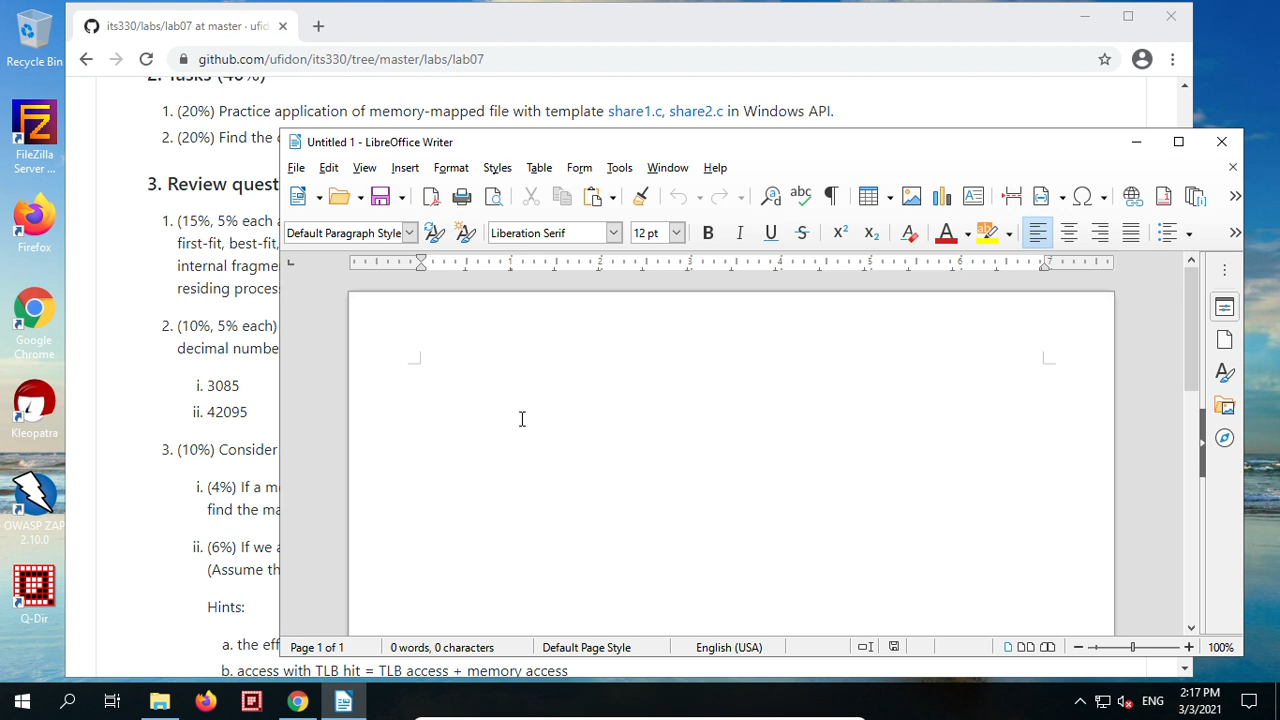 Recycle Bin
FileZilla
Server ...
Firefox
Google
Chrome
Kleopatra
OWASP ZAP
2.10.0
Q-Dir
its330/labs/lab07 at master · ufid
github.com/ufidon/its330/tree/master/labs/lab07
1. (20%) Practice application of memory-mapped file with template share1.c, share2.c in Windows API.
2. (20%) Find the
3. Review quest
1. (15%, 5% each
first-fit, best-fit,
internal fragme
residing proces
2. (10%, 5% each)
decimal numbe
i. 3085
ii. 42095
3. (10%) Consider
i. (4%) If a m
find the ma
ii. (6%) If we a
(Assume th
Hints:
a. the eff
b. access with TLB hit = TLB access + memory access
Untitled 1 - LibreOffice Writer
File Edit View Insert Format Styles Table Form Tools Window Help
Default Paragraph Style
Liberation Serif
12 pt
1 2 3 4 5 6 7
Page 1 of 1
0 words, 0 characters
Default Page Style
English (USA)
100%
ENG
2:17 PM
3/3/2021